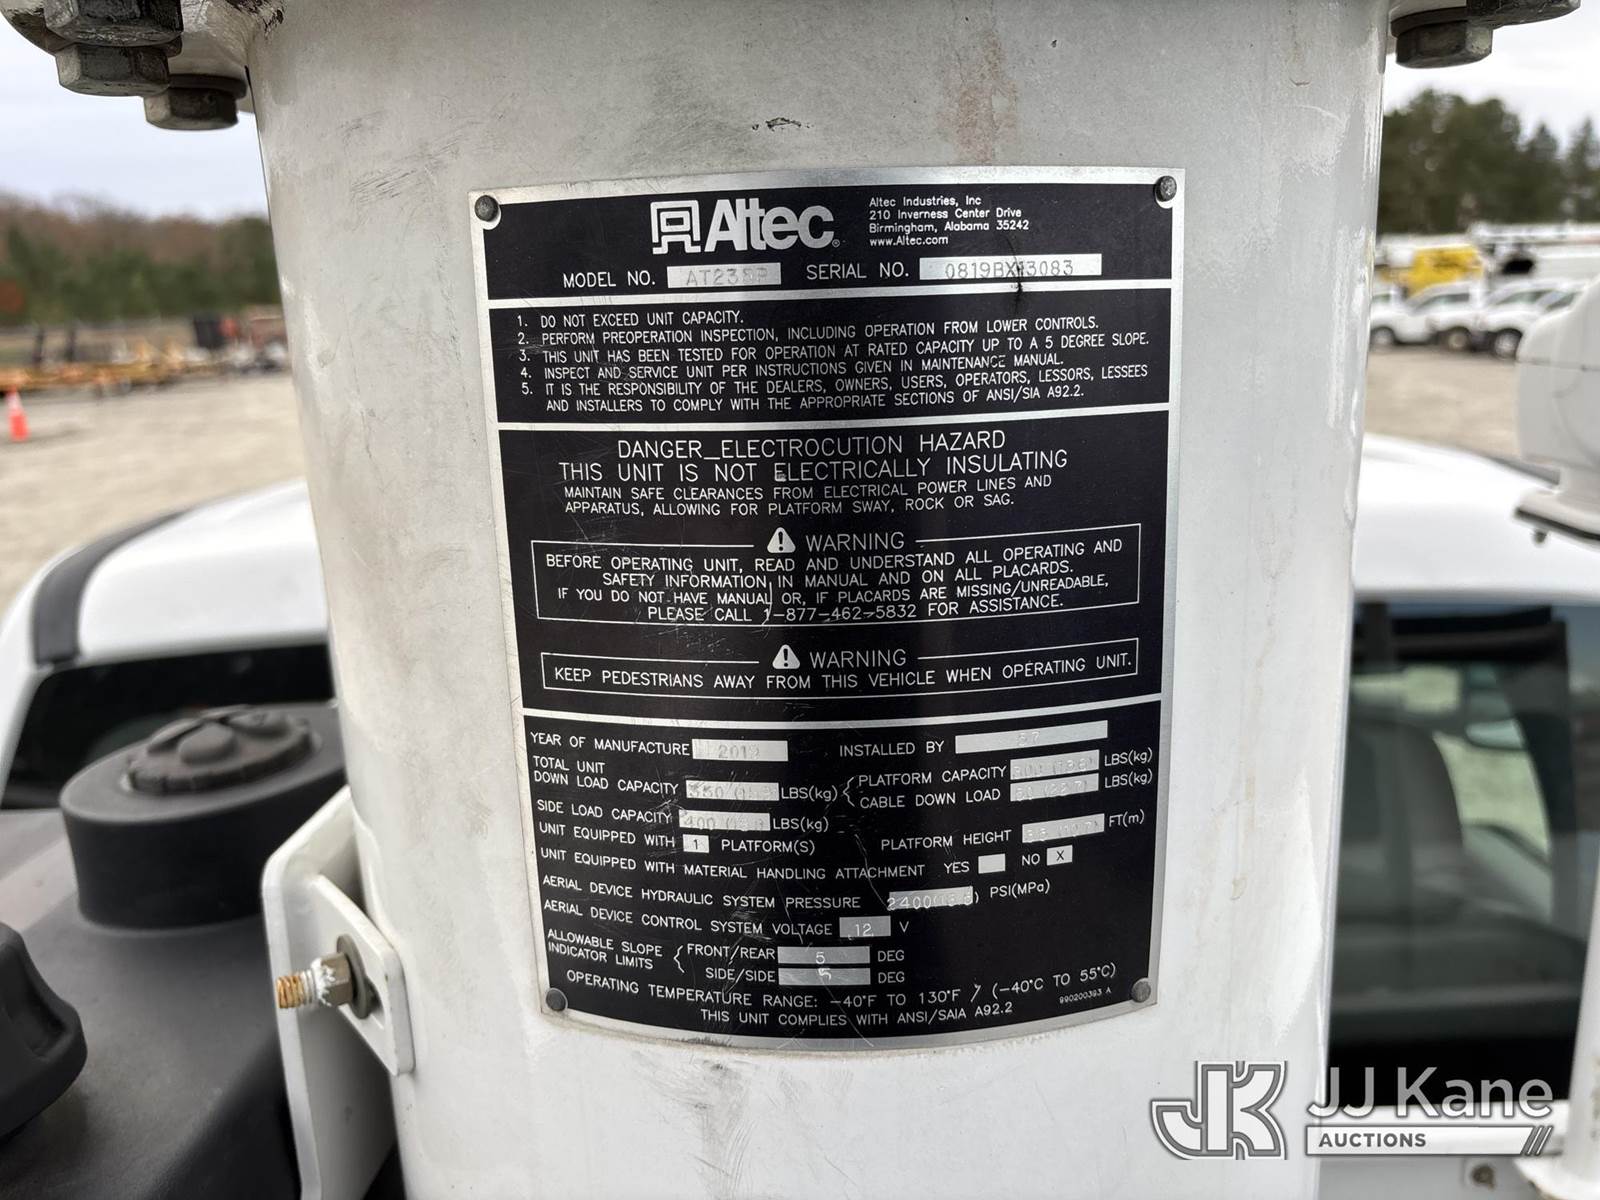 Altec
Altec Industries, Inc
210 Inverness Center Drive
Birmingham, Alabama 35242
www.Altec.com
MODEL NO. SERIAL NO. 0819BX13083
1. DO NOT EXCEED UNIT CAPACITY.
2. PERFORM PREOPERATION INSPECTION, INCLUDING OPERATION FROM LOWER CONTROLS.
3. THIS UNIT HAS BEEN TESTED FOR OPERATION AT RATED CAPACITY UP TO A 5 DEGREE SLOPE.
4. INSPECT AND SERVICE UNIT PER INSTRUCTIONS GIVEN IN MAINTENANCE MANUAL.
5. IT IS THE RESPONSIBILITY OF THE DEALERS, OWNERS, USERS, OPERATORS, LESSORS, LESSEES
AND INSTALLERS TO COMPLY WITH THE APPROPRIATE SECTIONS OF ANSI/SIA A92.2.
DANGER_ELECTROCUTION HAZARD
THIS UNIT IS NOT ELECTRICALLY INSULATING
MAINTAIN SAFE CLEARANCES FROM ELECTRICAL POWER LINES AND
APPARATUS, ALLOWING FOR PLATFORM SWAY, ROCK OR SAG.
WARNING
BEFORE OPERATING UNIT, READ AND UNDERSTAND ALL OPERATING AND
SAFETY INFORMATION, IN MANUAL AND ON ALL PLACARDS.
IF YOU DO NOT HAVE MANUAL OR, IF PLACARDS ARE MISSING/UNREADABLE,
PLEASE CALL 1-877-462-5832 FOR ASSISTANCE.
WARNING
KEEP PEDESTRIANS AWAY FROM THIS VEHICLE WHEN OPERATING UNIT.
YEAR OF MANUFACTURE INSTALLED BY
TOTAL UNIT
DOWN LOAD CAPACITY LBS(kg) PLATFORM CAPACITY LBS(kg)
CABLE DOWN LOAD LBS(kg)
SIDE LOAD CAPACITY LBS(kg)
UNIT EQUIPPED WITH 1 PLATFORM(S) PLATFORM HEIGHT FT(m)
UNIT EQUIPPED WITH MATERIAL HANDLING ATTACHMENT YES NO X
AERIAL DEVICE HYDRAULIC SYSTEM PRESSURE PSI(MPa)
AERIAL DEVICE CONTROL SYSTEM VOLTAGE 12 V
ALLOWABLE SLOPE
INDICATOR LIMITS
FRONT/REAR 5 DEG
SIDE/SIDE 5 DEG
OPERATING TEMPERATURE RANGE: -40°F TO 130°F / (-40°C TO 55°C)
THIS UNIT COMPLIES WITH ANSI/SAIA A92.2
990200393 A
JK JJ Kane
AUCTIONS